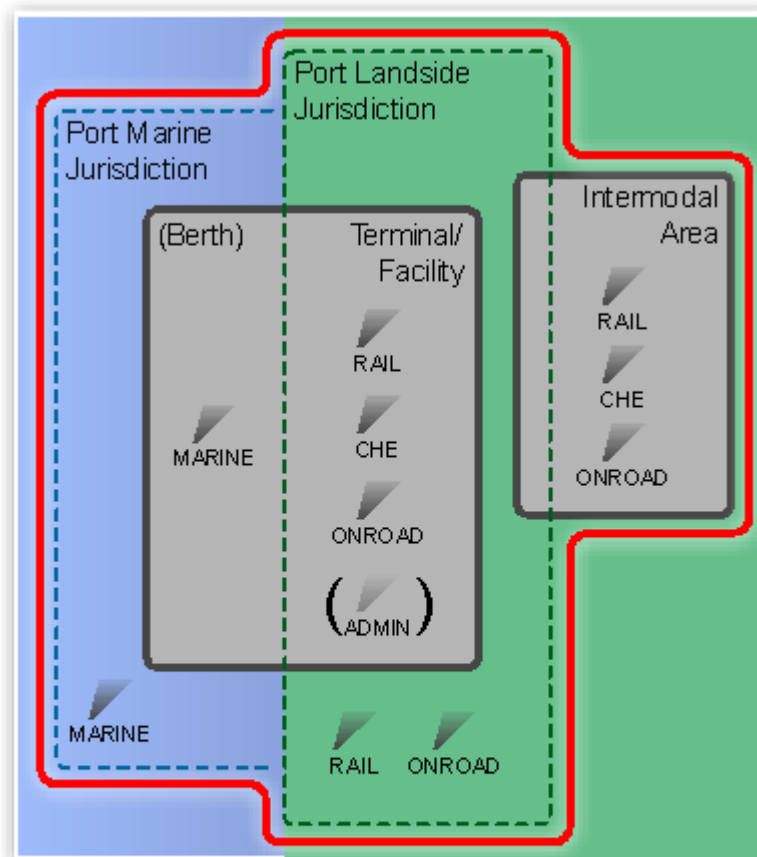 Port Landside
Jurisdiction
Port Marine
Jurisdiction
Intermodal
Area
(Berth)
Terminal/
Facility
RAIL
CHE
ONROAD
(ADMIN)
MARINE
RAIL
CHE
ONROAD
MARINE
RAIL
ONROAD